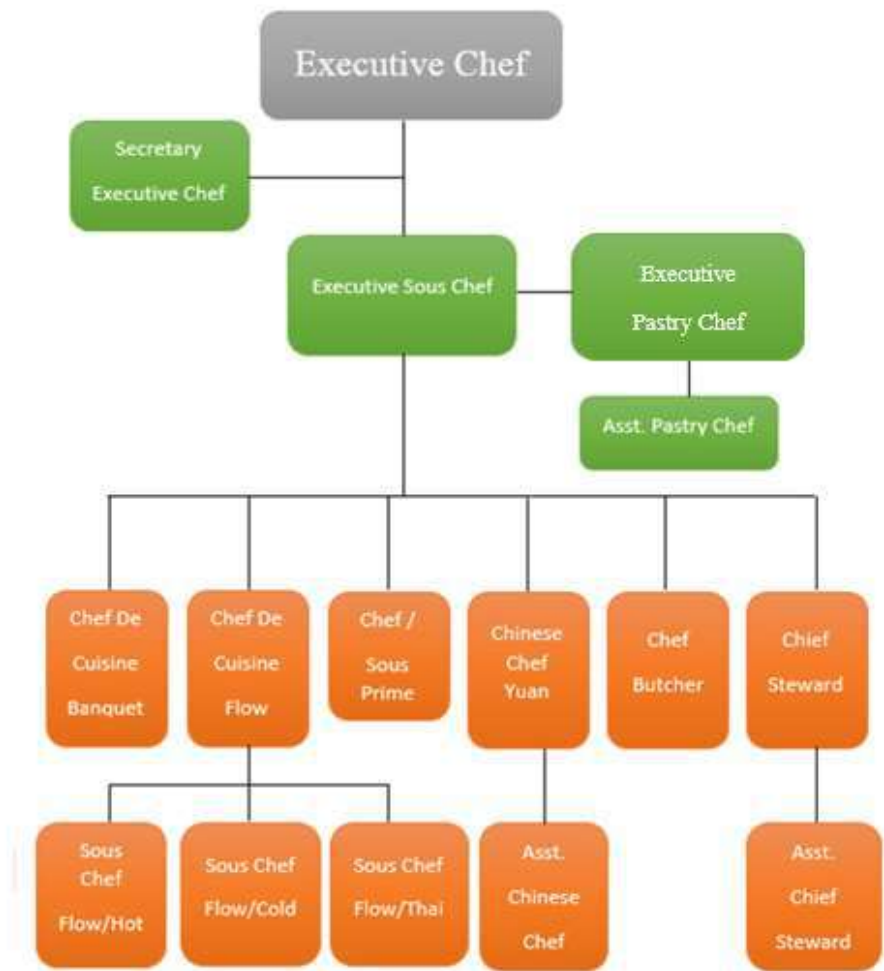 Executive Chef
Secretary
Executive Chef
Executive Sous Chef
Executive
Pastry Chef
Asst. Pastry Chef
Chef De
Cuisine
Banquet
Chef De
Cuisine
Flow
Chef /
Sous
Prime
Chinese
Chef
Yuan
Chef
Butcher
Chief
Steward
Sous
Chef
Flow/Hot
Sous Chef
Flow/Cold
Sous Chef
Flow/Thai
Asst.
Chinese
Chef
Asst.
Chief
Steward